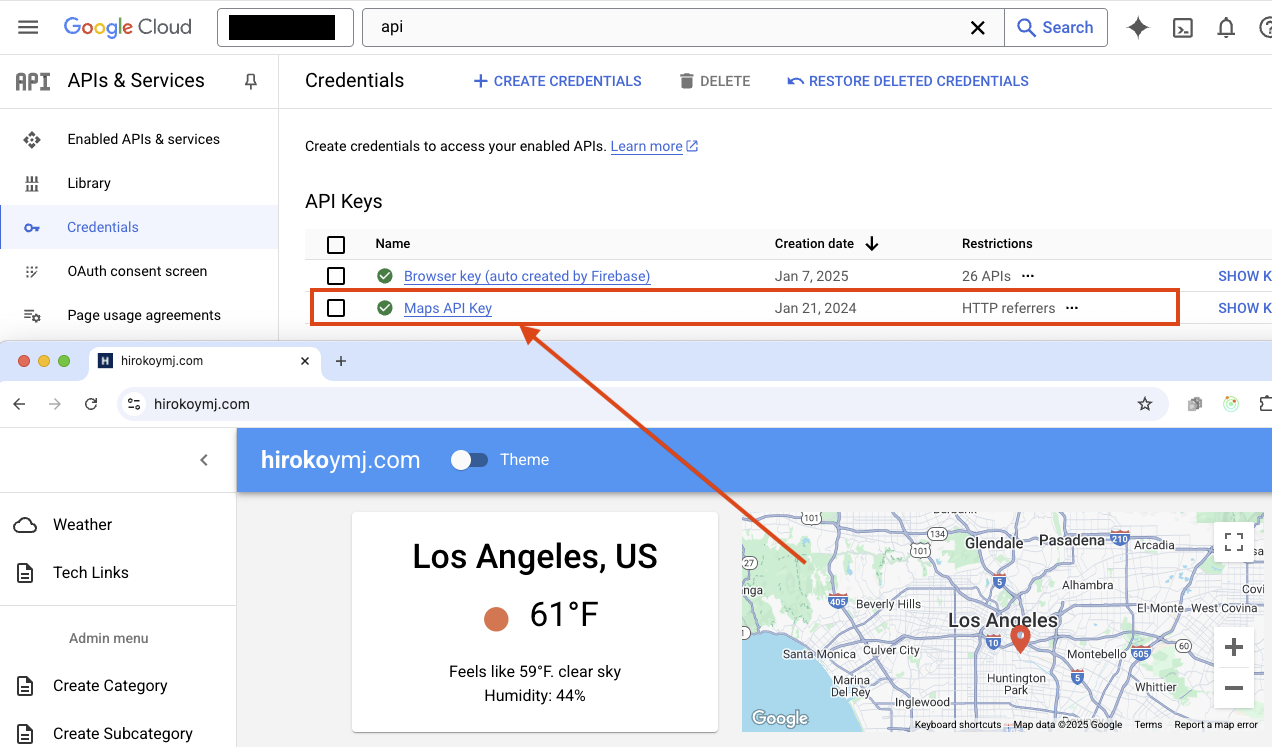 Google Cloud
api
Search
API APIs & Services
Credentials
+ CREATE CREDENTIALS
DELETE
RESTORE DELETED CREDENTIALS
Enabled APIs & services
Library
Credentials
OAuth consent screen
Page usage agreements
Create credentials to access your enabled APIs. Learn more
API Keys
Name Creation date Restrictions
Browser key (auto created by Firebase) Jan 7, 2025 26 APIs SHOW K
Maps API Key Jan 21, 2024 HTTP referrers SHOW K
H hirokoymj.com
hirokoymj.com
hirokoymj.com Theme
Weather
Tech Links
Admin menu
Create Category
Create Subcategory
Los Angeles, US
61°F
Feels like 59°F. clear sky
Humidity: 44%
101
134
Glendale
Pasadena
210
Arcadia
101
27
5
Alhambra
405
Beverly Hills
El Monte
West Covina
Los Angeles
10
Santa Monica
Culver City
Montebello
605
60
Marina
Del Rey
Huntington
Park
5
Whittier
Inglewood
Google
Keyboard shortcuts
Map data ©2025 Google
Terms
Report a map error